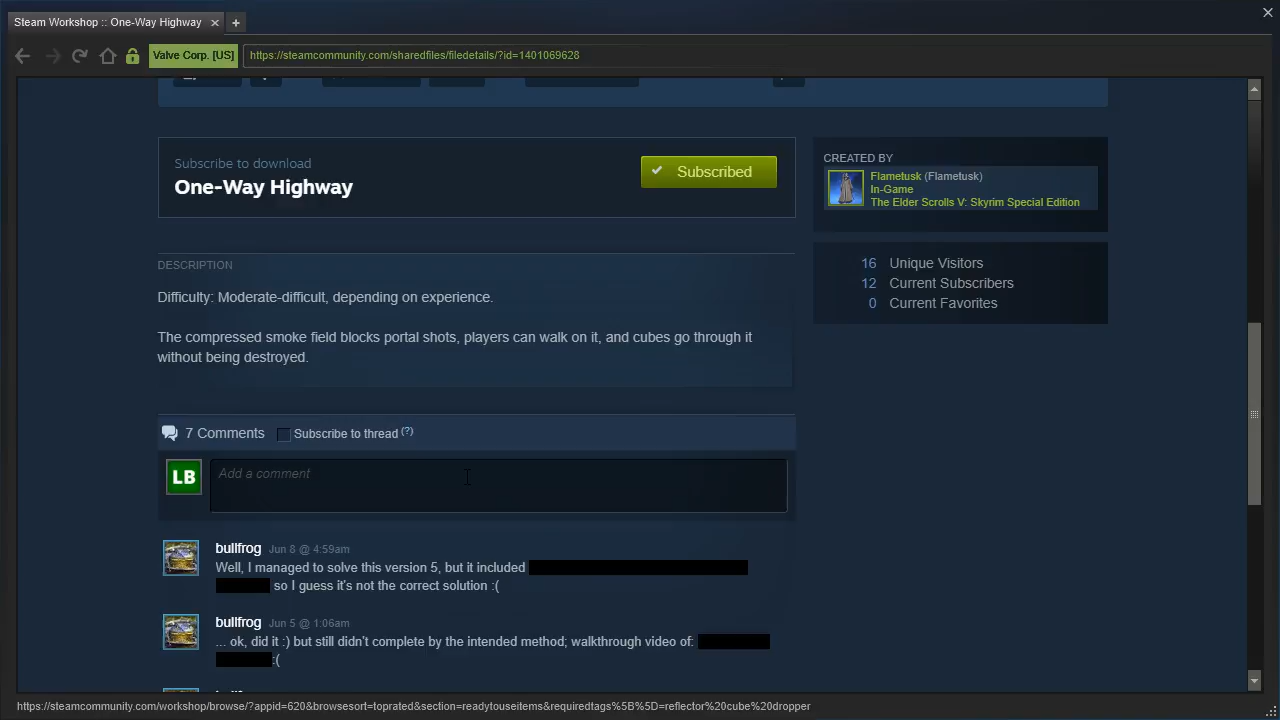 Steam Workshop :: One-Way Highway
Valve Corp. [US]
https://steamcommunity.com/sharedfiles/filedetails/?id=1401069628
Subscribe to download
One-Way Highway
Subscribed
CREATED BY
Flametusk (Flametusk)
In-Game
The Elder Scrolls V: Skyrim Special Edition
16 Unique Visitors
12 Current Subscribers
0 Current Favorites
DESCRIPTION
Difficulty: Moderate-difficult, depending on experience.
The compressed smoke field blocks portal shots, players can walk on it, and cubes go through it
without being destroyed.
7 Comments Subscribe to thread (?)
LB
Add a comment
bullfrog Jun 8 @ 4:59am
Well, I managed to solve this version 5, but it included
so I guess it's not the correct solution :(
bullfrog Jun 5 @ 1:06am
... ok, did it :) but still didn't complete by the intended method; walkthrough video of:
:(
https://steamcommunity.com/workshop/browse/?appid=620&browsesort=toprated&section=readytouseitems&requiredtags%5B%5D=reflector%20cube%20dropper